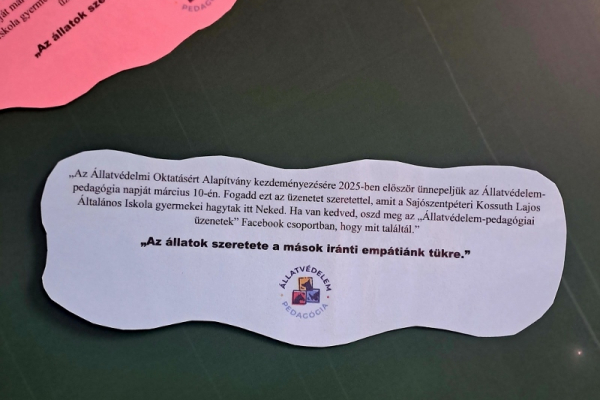 „Az állatok szere
PEDAGÓG
„Az Állatvédelmi Oktatásért Alapítvány kezdeményezésére 2025-ben először ünnepeljük az Állatvédelem-
pedagógia napját március 10-én. Fogadd ezt az üzenetet szeretettel, amit a Sajószentpéteri Kossuth Lajos
Általános Iskola gyermekei hagytak itt Neked. Ha van kedved, oszd meg az „Állatvédelem-pedagógiai
üzenetek” Facebook csoportban, hogy mit találtál.”
„Az állatok szeretete a mások iránti empátiánk tükre.”
ÁLLATVÉDELEM
PEDAGÓGIA